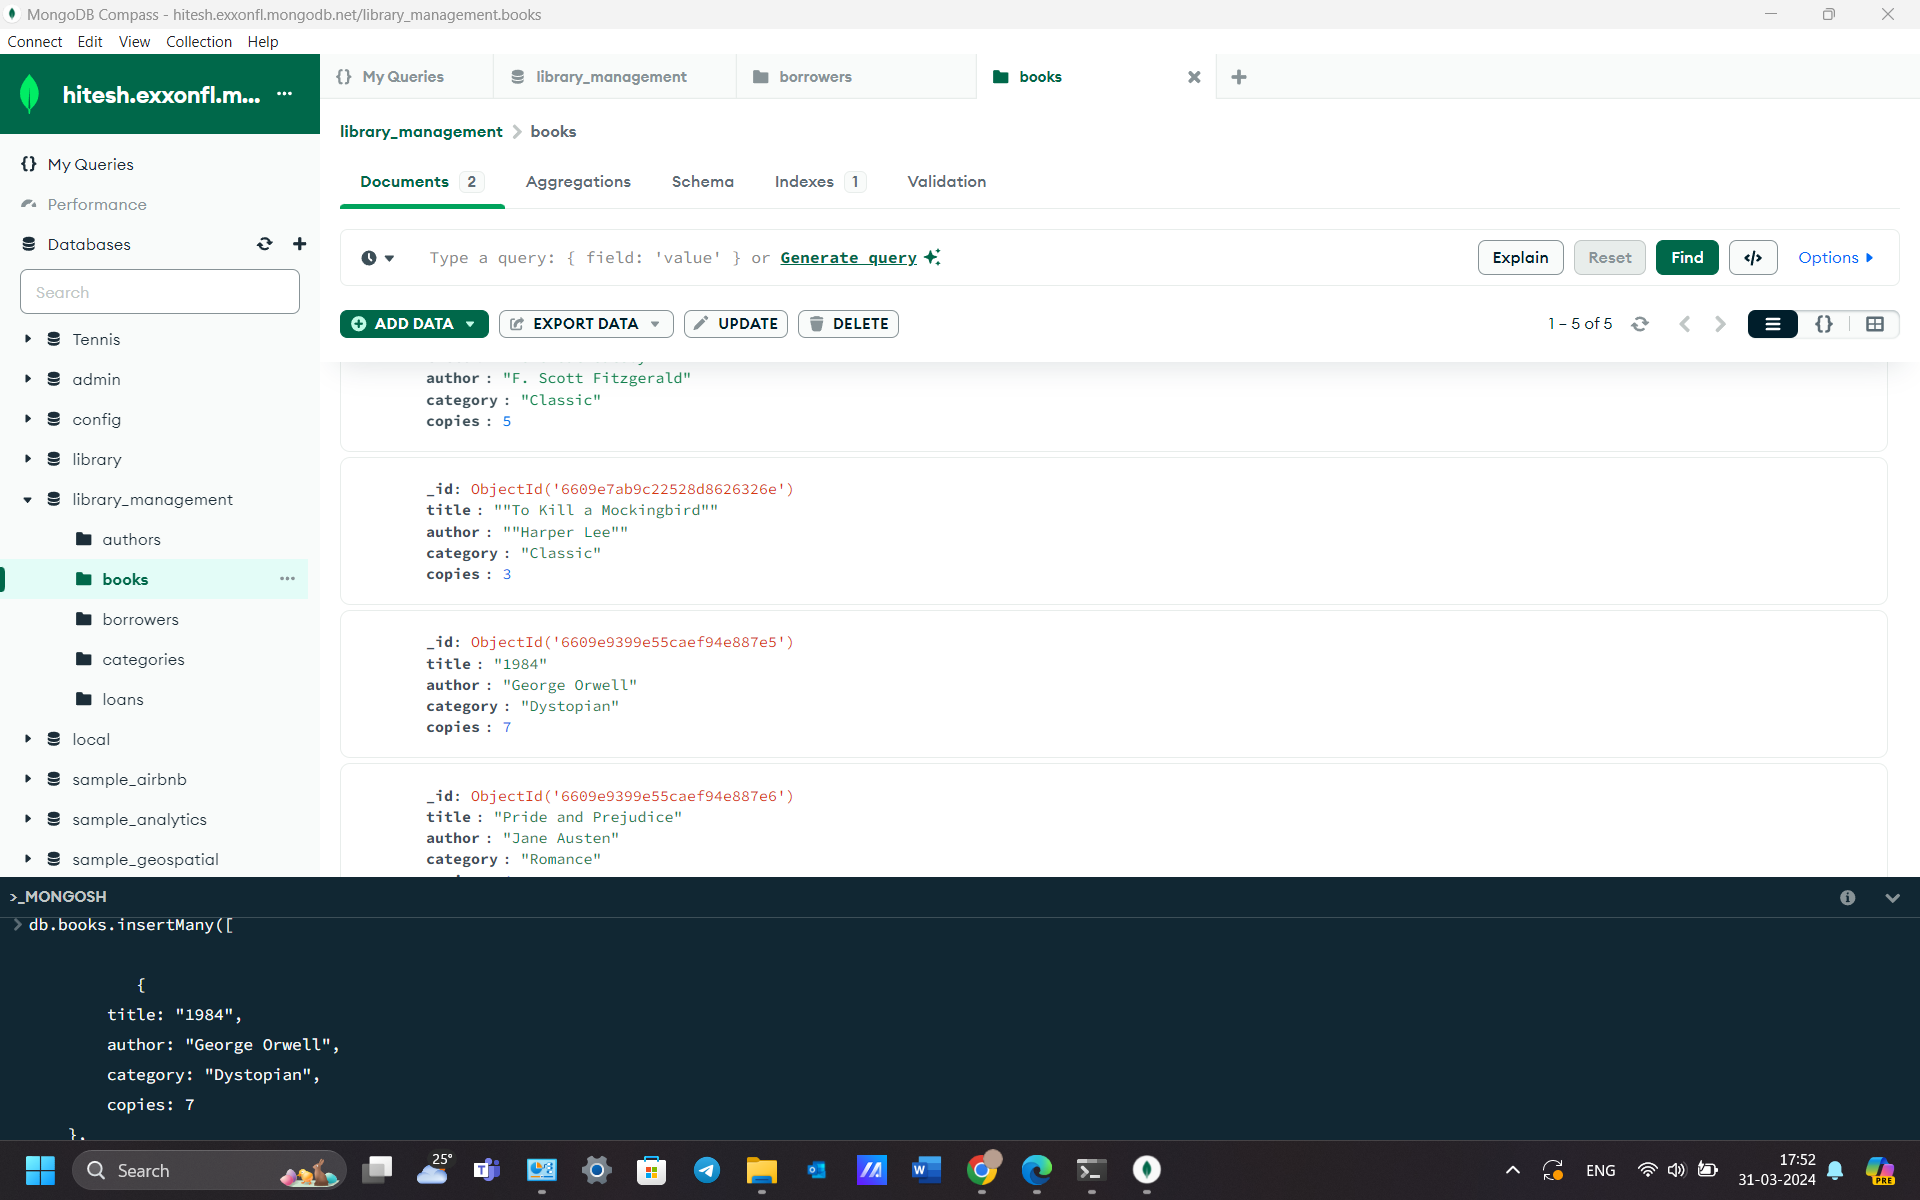 MongoDB Compass - hitesh.exxonfl.mongodb.net/library_management.books
Connect Edit View Collection Help
hitesh.exxonfl.m... ...
{} My Queries
library_management
borrowers
books
library_management > books
My Queries
Performance
Databases
Search
Tennis
admin
config
library
library_management
authors
books ...
borrowers
categories
loans
local
sample_airbnb
sample_analytics
sample_geospatial
Documents 2 Aggregations Schema Indexes 1 Validation
Type a query: { field: 'value' } or Generate query
Explain Reset Find </> Options
ADD DATA EXPORT DATA UPDATE DELETE
1 – 5 of 5 {}
author : "F. Scott Fitzgerald"
category : "Classic"
copies : 5
_id: ObjectId('6609e7ab9c22528d8626326e')
title : ""To Kill a Mockingbird""
author : ""Harper Lee""
category : "Classic"
copies : 3
_id: ObjectId('6609e9399e55caef94e887e5')
title : "1984"
author : "George Orwell"
category : "Dystopian"
copies : 7
_id: ObjectId('6609e9399e55caef94e887e6')
title : "Pride and Prejudice"
author : "Jane Austen"
category : "Romance"
>_MONGOSH
> db.books.insertMany([
{
title: "1984",
author: "George Orwell",
category: "Dystopian",
copies: 7
},
Search
25°
ENG
17:52
31-03-2024
PRE